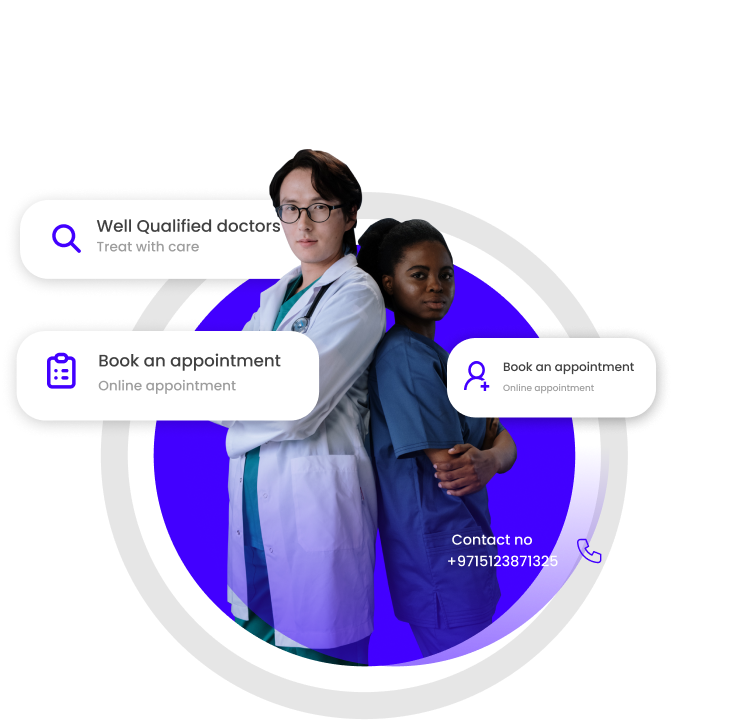 Well Qualified doctors
Treat with care
Book an appointment
Online appointment
Book an appointment
Online appointment
Contact no
+9715123871325